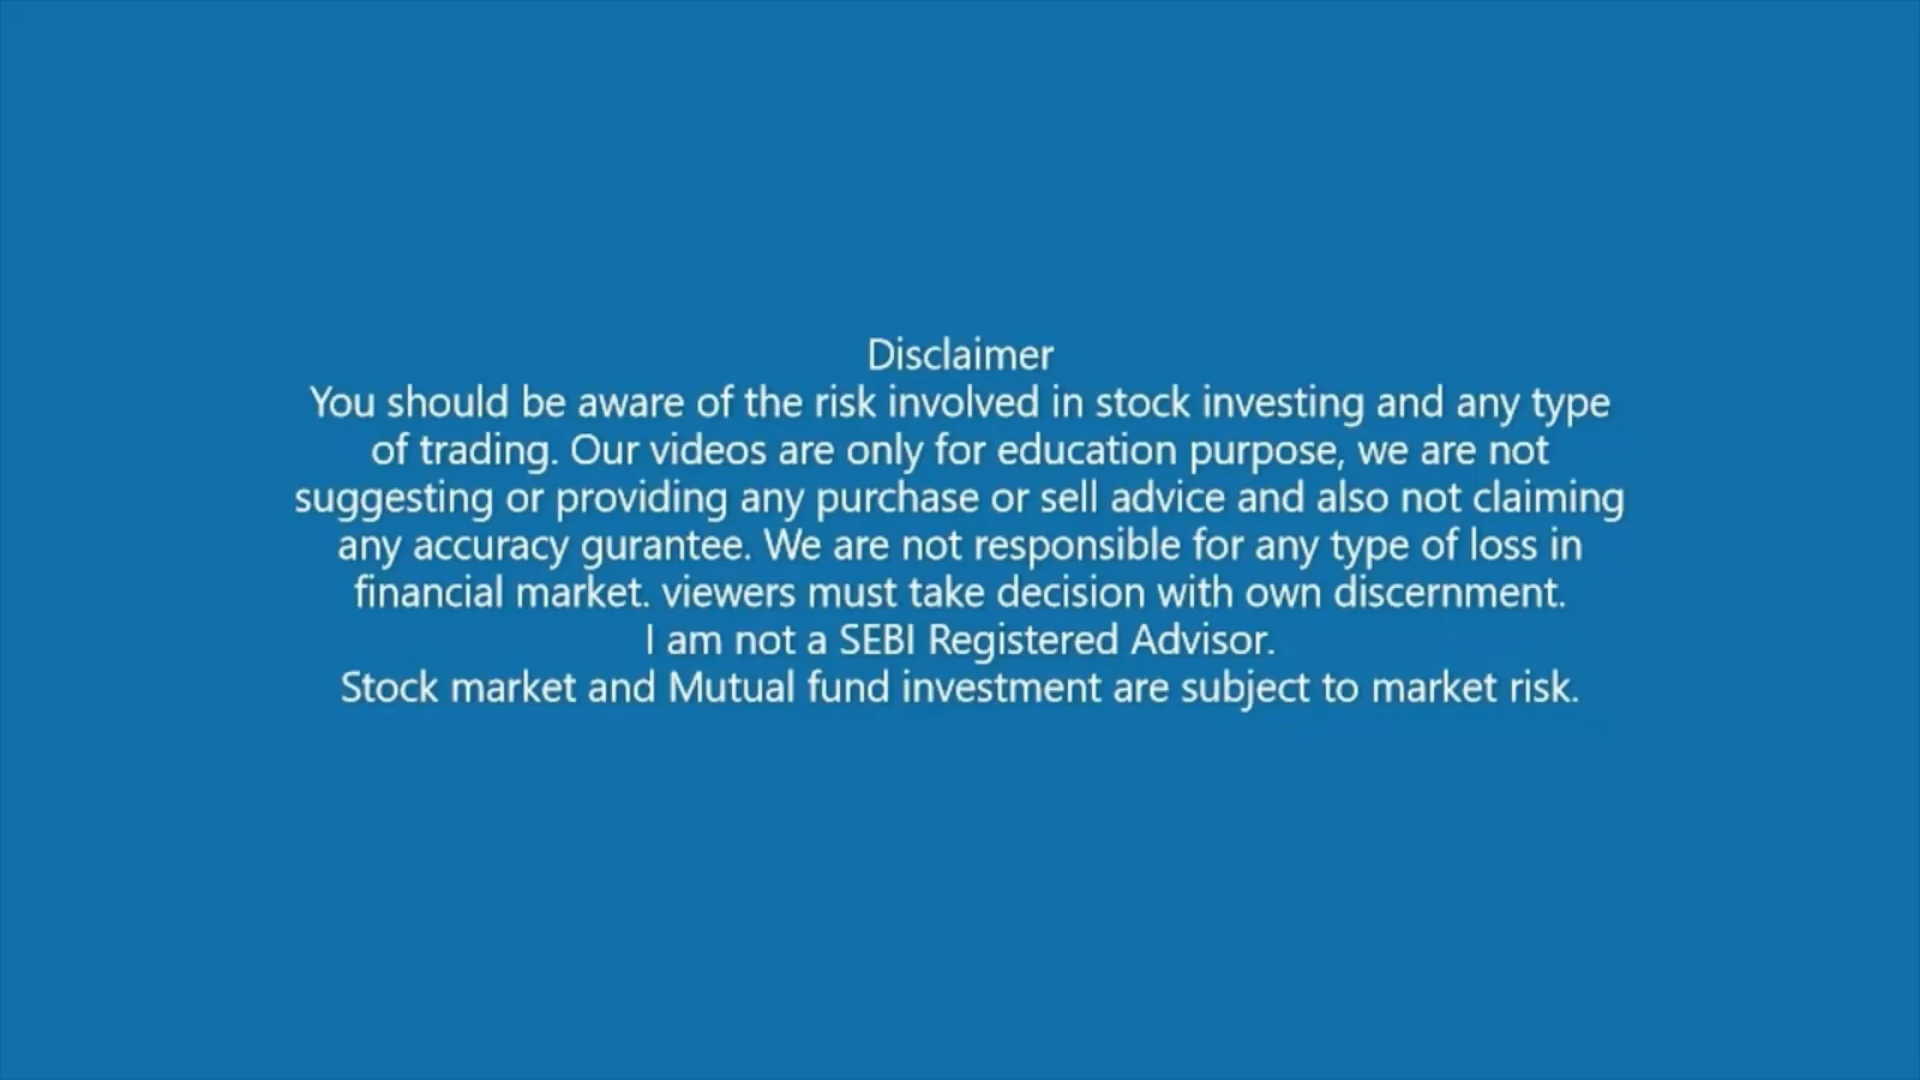 Disclaimer
You should be aware of the risk involved in stock investing and any type
of trading. Our videos are only for education purpose, we are not
suggesting or providing any purchase or sell advice and also not claiming
any accuracy gurantee. We are not responsible for any type of loss in
financial market. viewers must take decision with own discernment.
I am not a SEBI Registered Advisor.
Stock market and Mutual fund investment are subject to market risk.